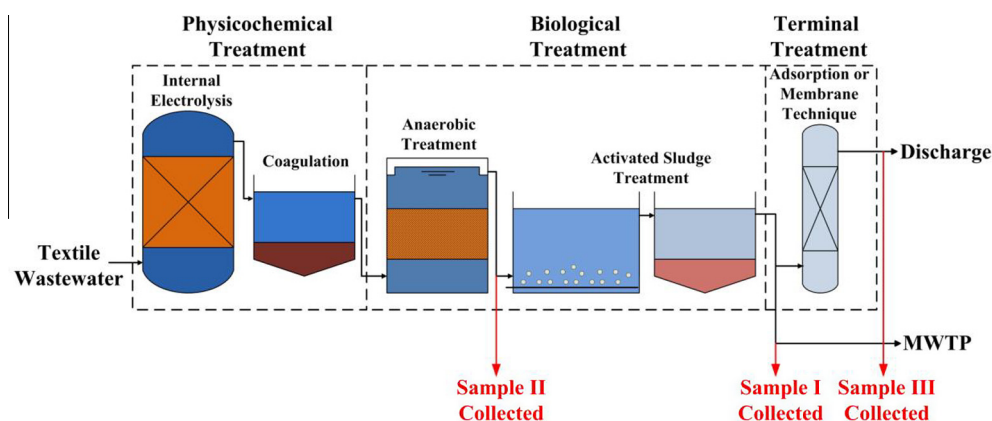 Physicochemical
Treatment
Biological
Treatment
Terminal
Treatment
Internal
Electrolysis
Coagulation
Anaerobic
Treatment
Activated Sludge
Treatment
Adsorption or
Membrane
Technique
Textile
Wastewater
Discharge
MWTP
Sample II
Collected
Sample I
Collected
Sample III
Collected